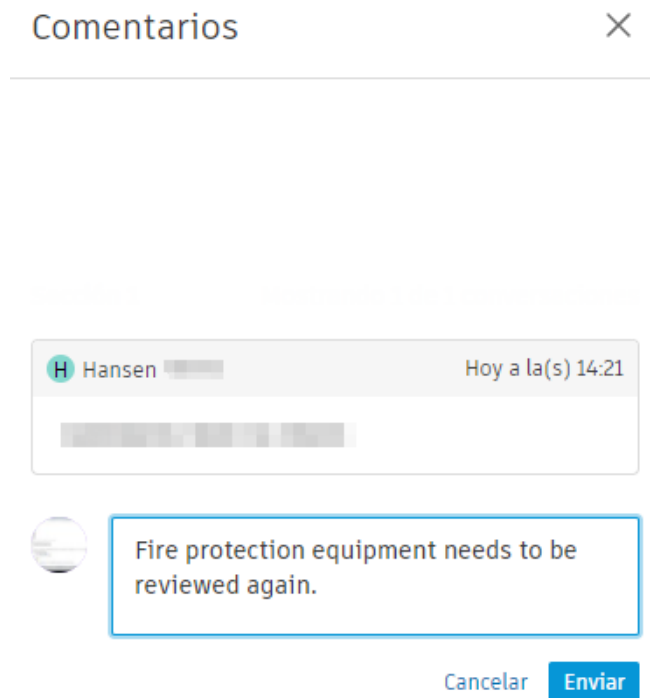 Comentarios
H Hansen
Hoy a la(s) 14:21
Fire protection equipment needs to be
reviewed again.
Cancelar
Enviar